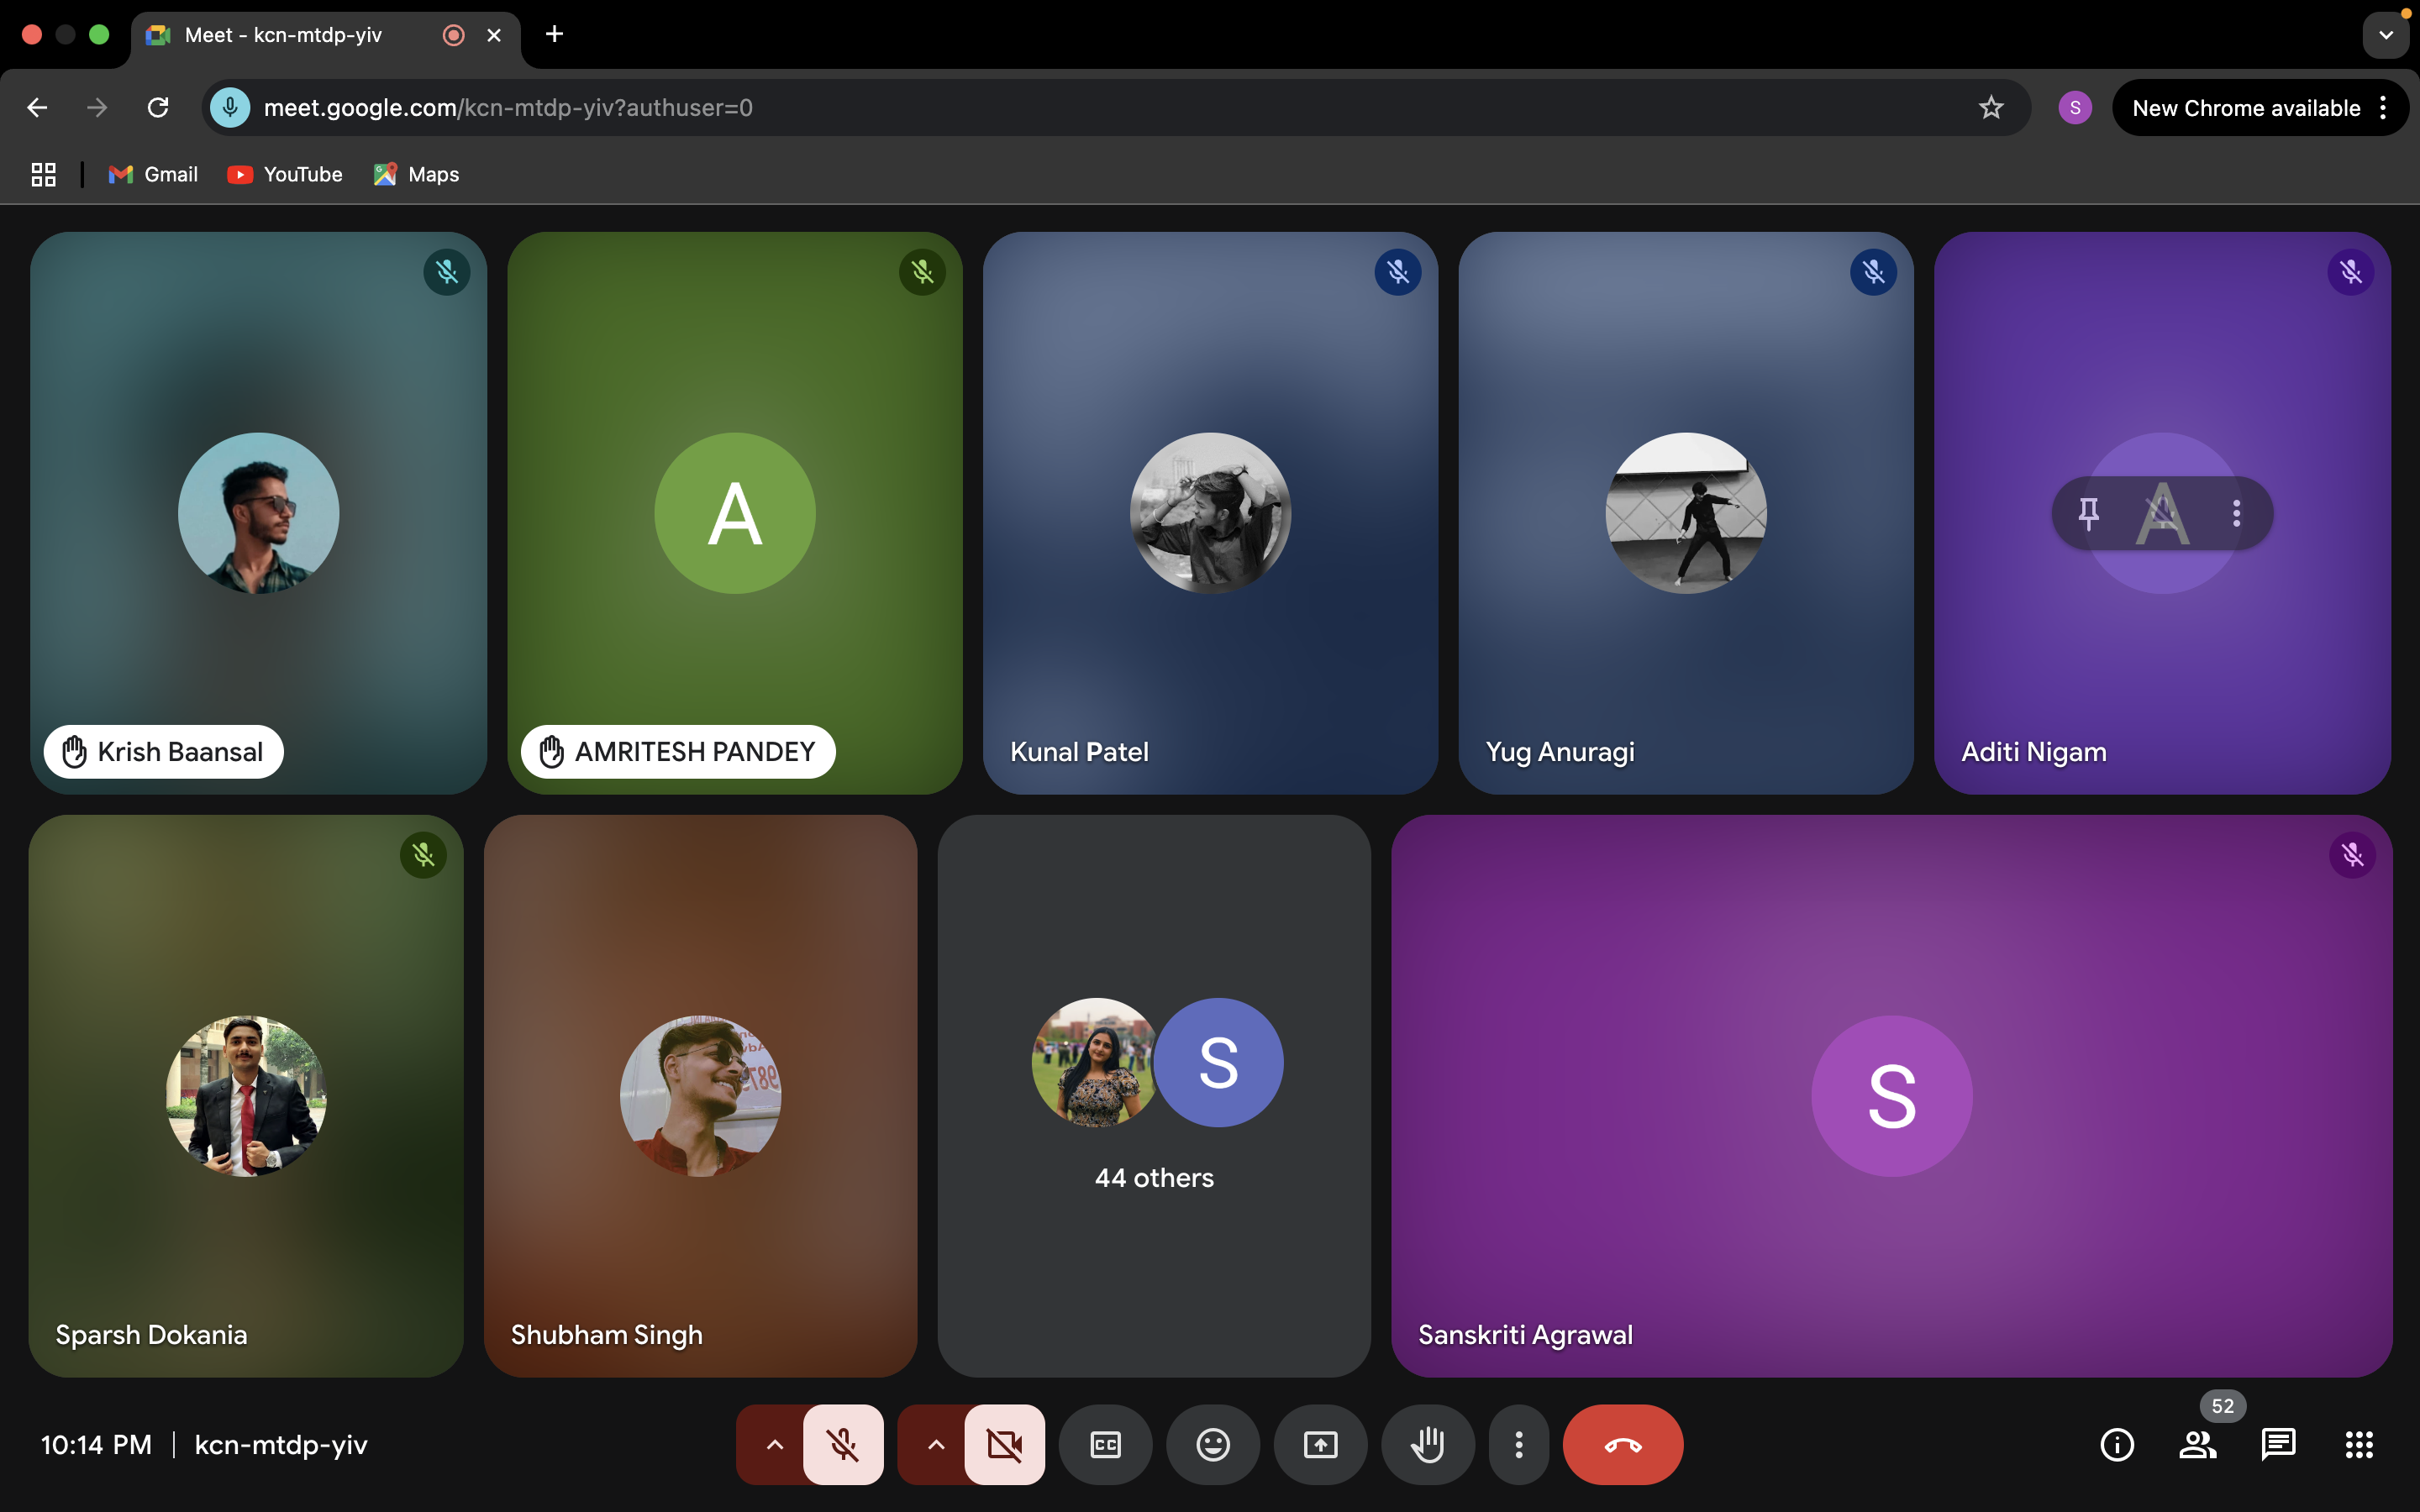 Meet - kcn-mtdp-yiv
meet.google.com/kcn-mtdp-yiv?authuser=0
S
New Chrome available
Gmail
YouTube
Maps
A
A
Krish Baansal
AMRITESH PANDEY
Kunal Patel
Yug Anuragi
Aditi Nigam
S
S
44 others
Sparsh Dokania
Shubham Singh
Sanskriti Agrawal
10:14 PM
kcn-mtdp-yiv
CC
52